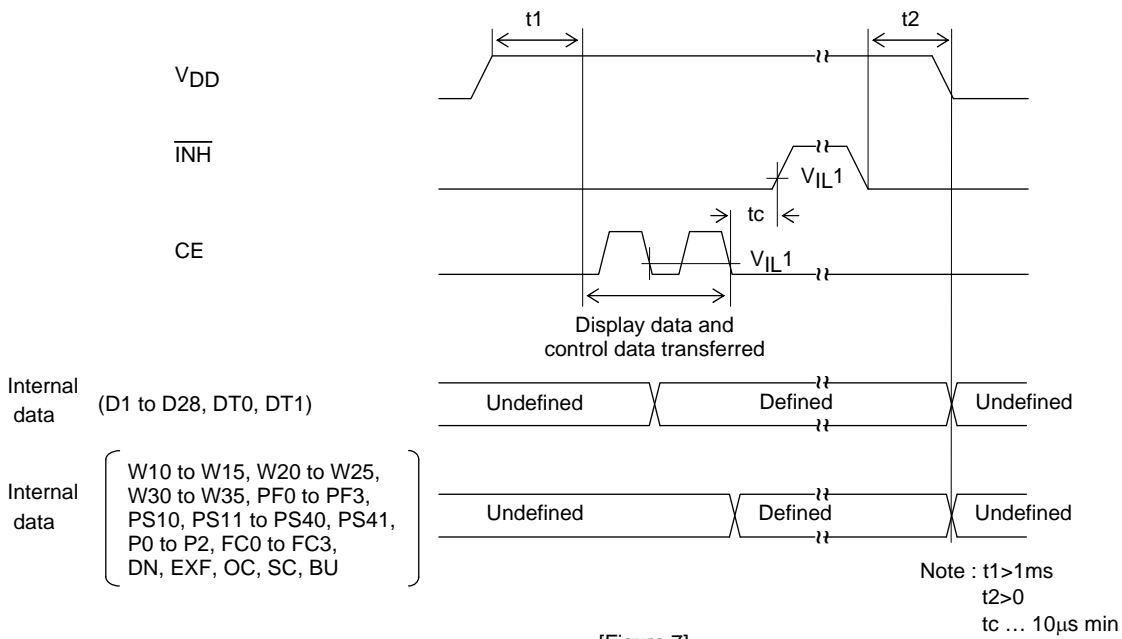 t1
t2
VDD
INH
VIL1
tc
CE
VIL1
Display data and
control data transferred
Internal
data
(D1 to D28, DT0, DT1)
Undefined
Defined
Undefined
Internal
data
W10 to W15, W20 to W25,
W30 to W35, PF0 to PF3,
PS10, PS11 to PS40, PS41,
P0 to P2, FC0 to FC3,
DN, EXF, OC, SC, BU
Undefined
Defined
Undefined
Note : t1>1ms
t2>0
tc … 10μs min